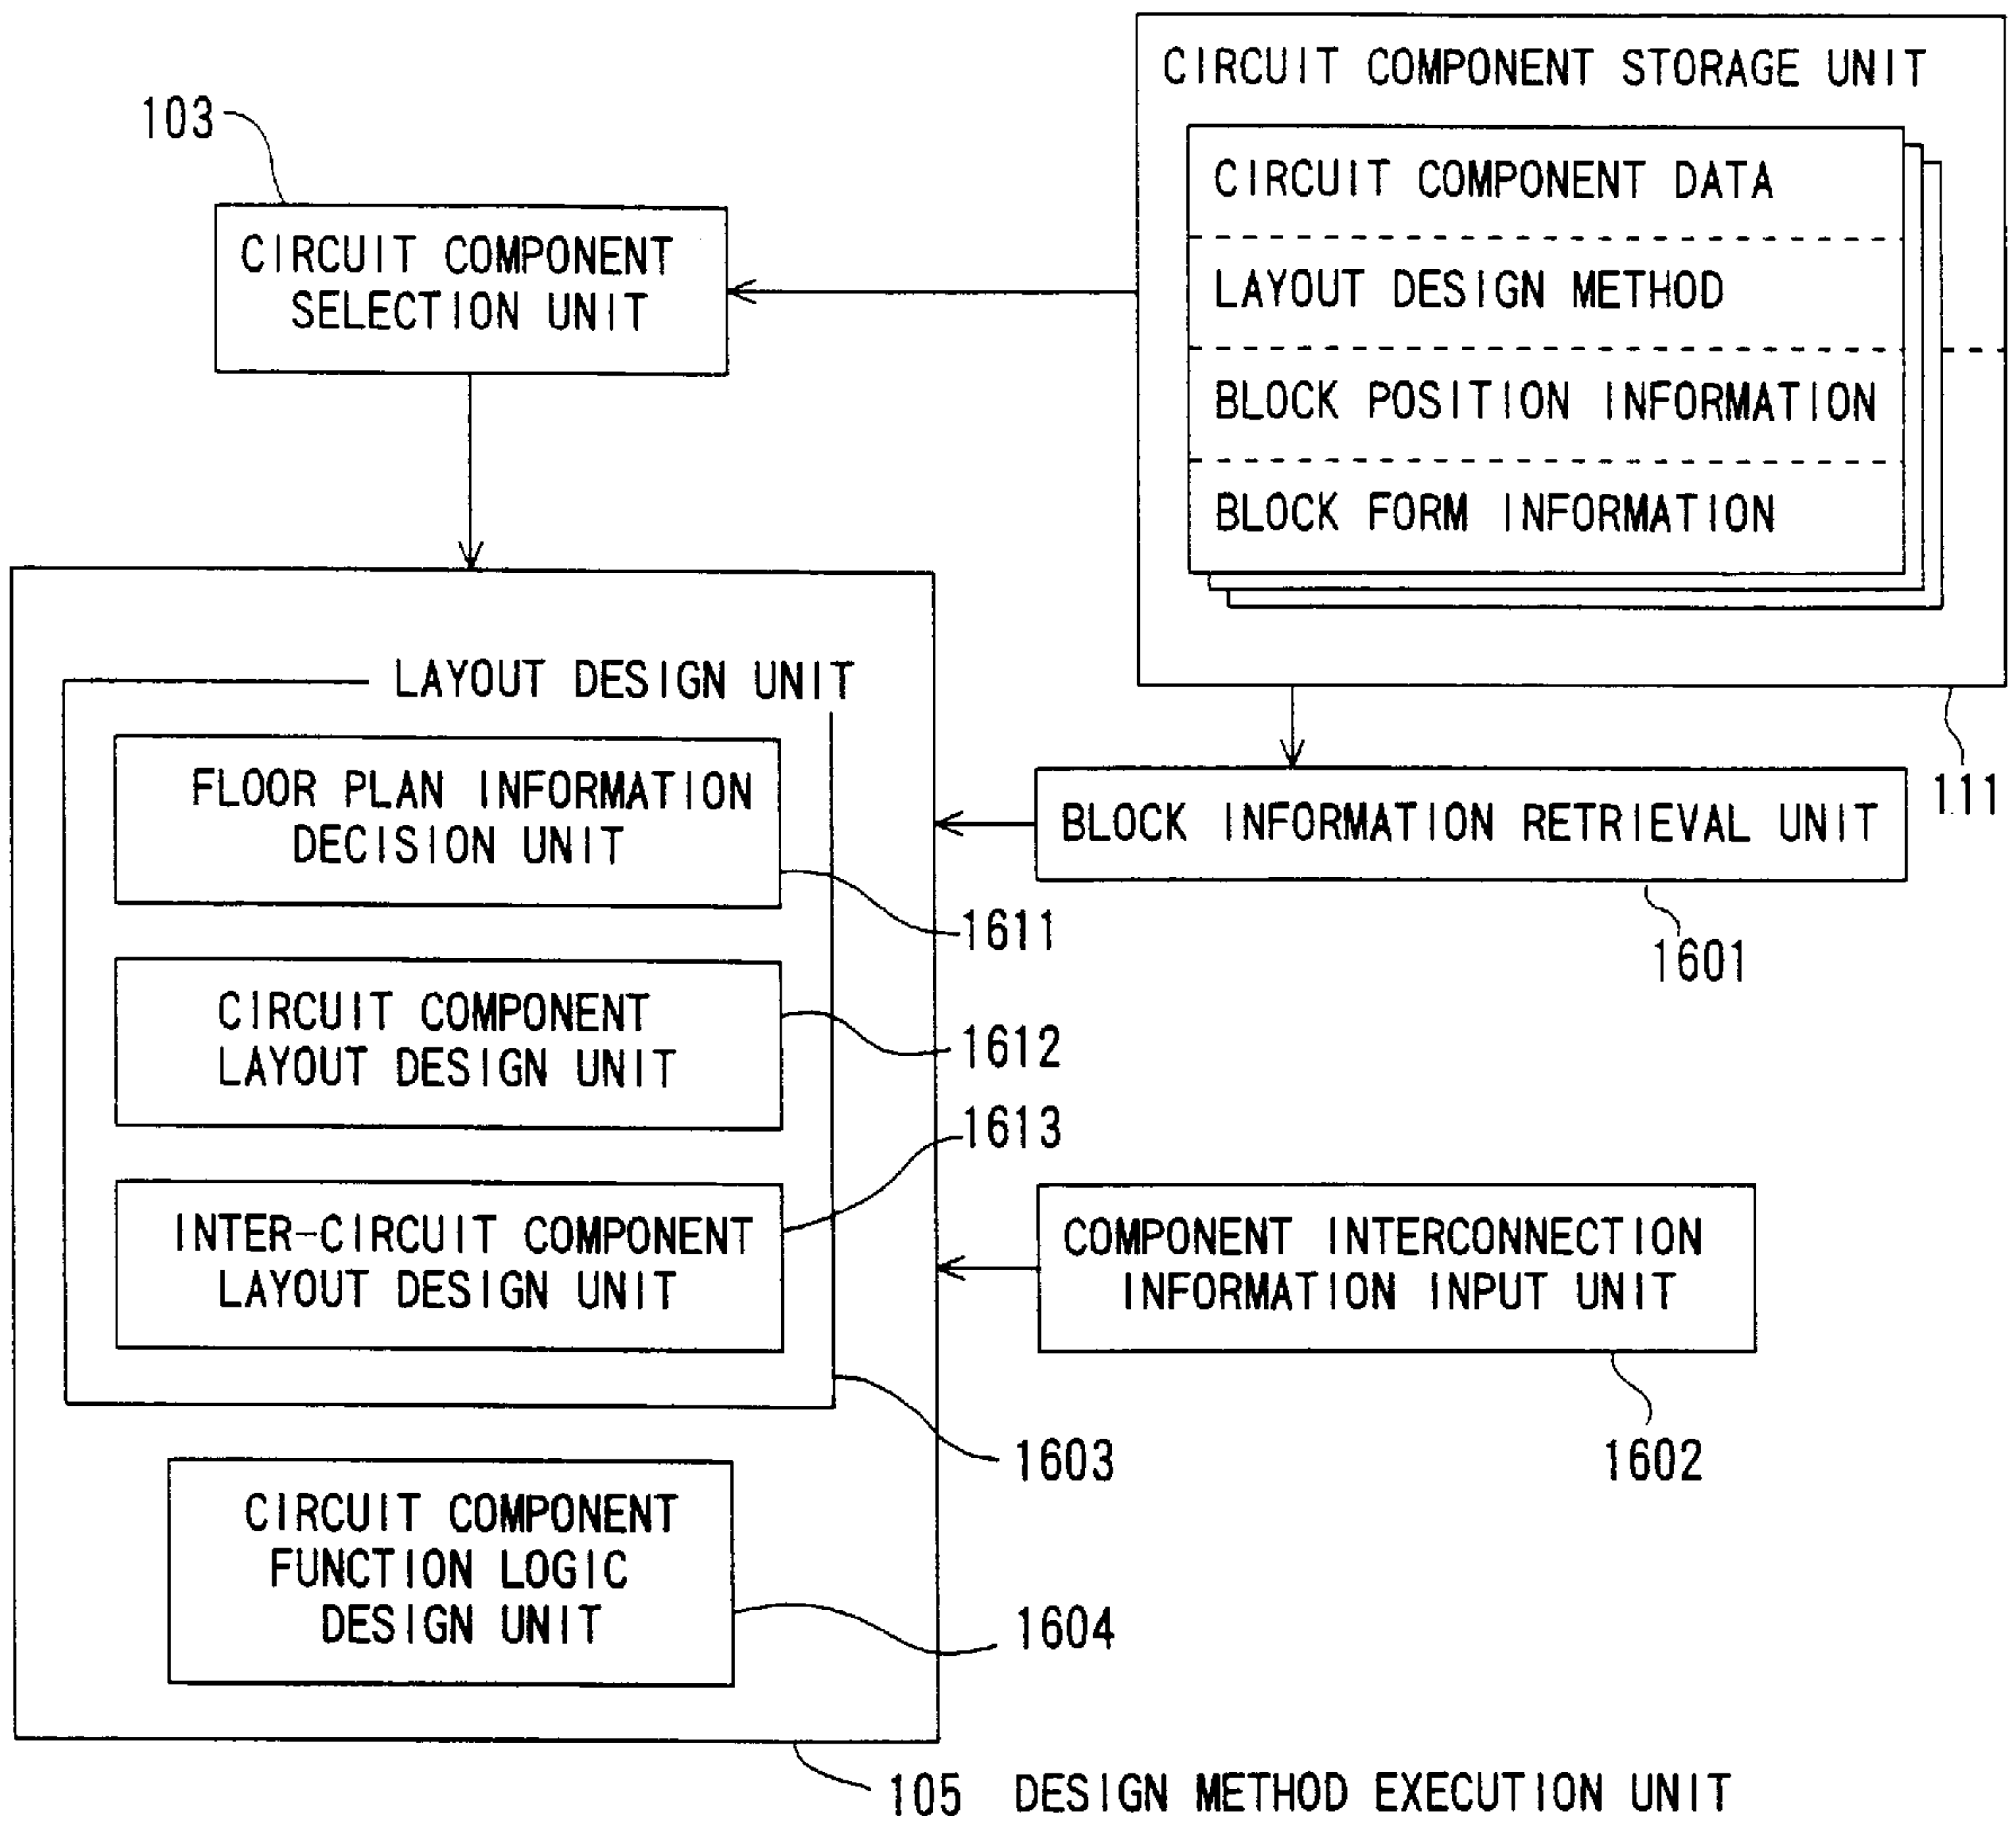 CIRCUIT COMPONENT STORAGE UNIT
103
CIRCUIT COMPONENT DATA
CIRCUIT COMPONENT
SELECTION UNIT
LAYOUT DESIGN METHOD
BLOCK POSITION INFORMATION
BLOCK FORM INFORMATION
LAYOUT DESIGN UNIT
111
FLOOR PLAN INFORMATION
DECISION UNIT
BLOCK INFORMATION RETRIEVAL UNIT
1611
1601
CIRCUIT COMPONENT
LAYOUT DESIGN UNIT
1612
1613
INTER-CIRCUIT COMPONENT
LAYOUT DESIGN UNIT
COMPONENT INTERCONNECTION
INFORMATION INPUT UNIT
1603
1602
CIRCUIT COMPONENT
FUNCTION LOGIC
DESIGN UNIT
1604
105 DESIGN METHOD EXECUTION UNIT